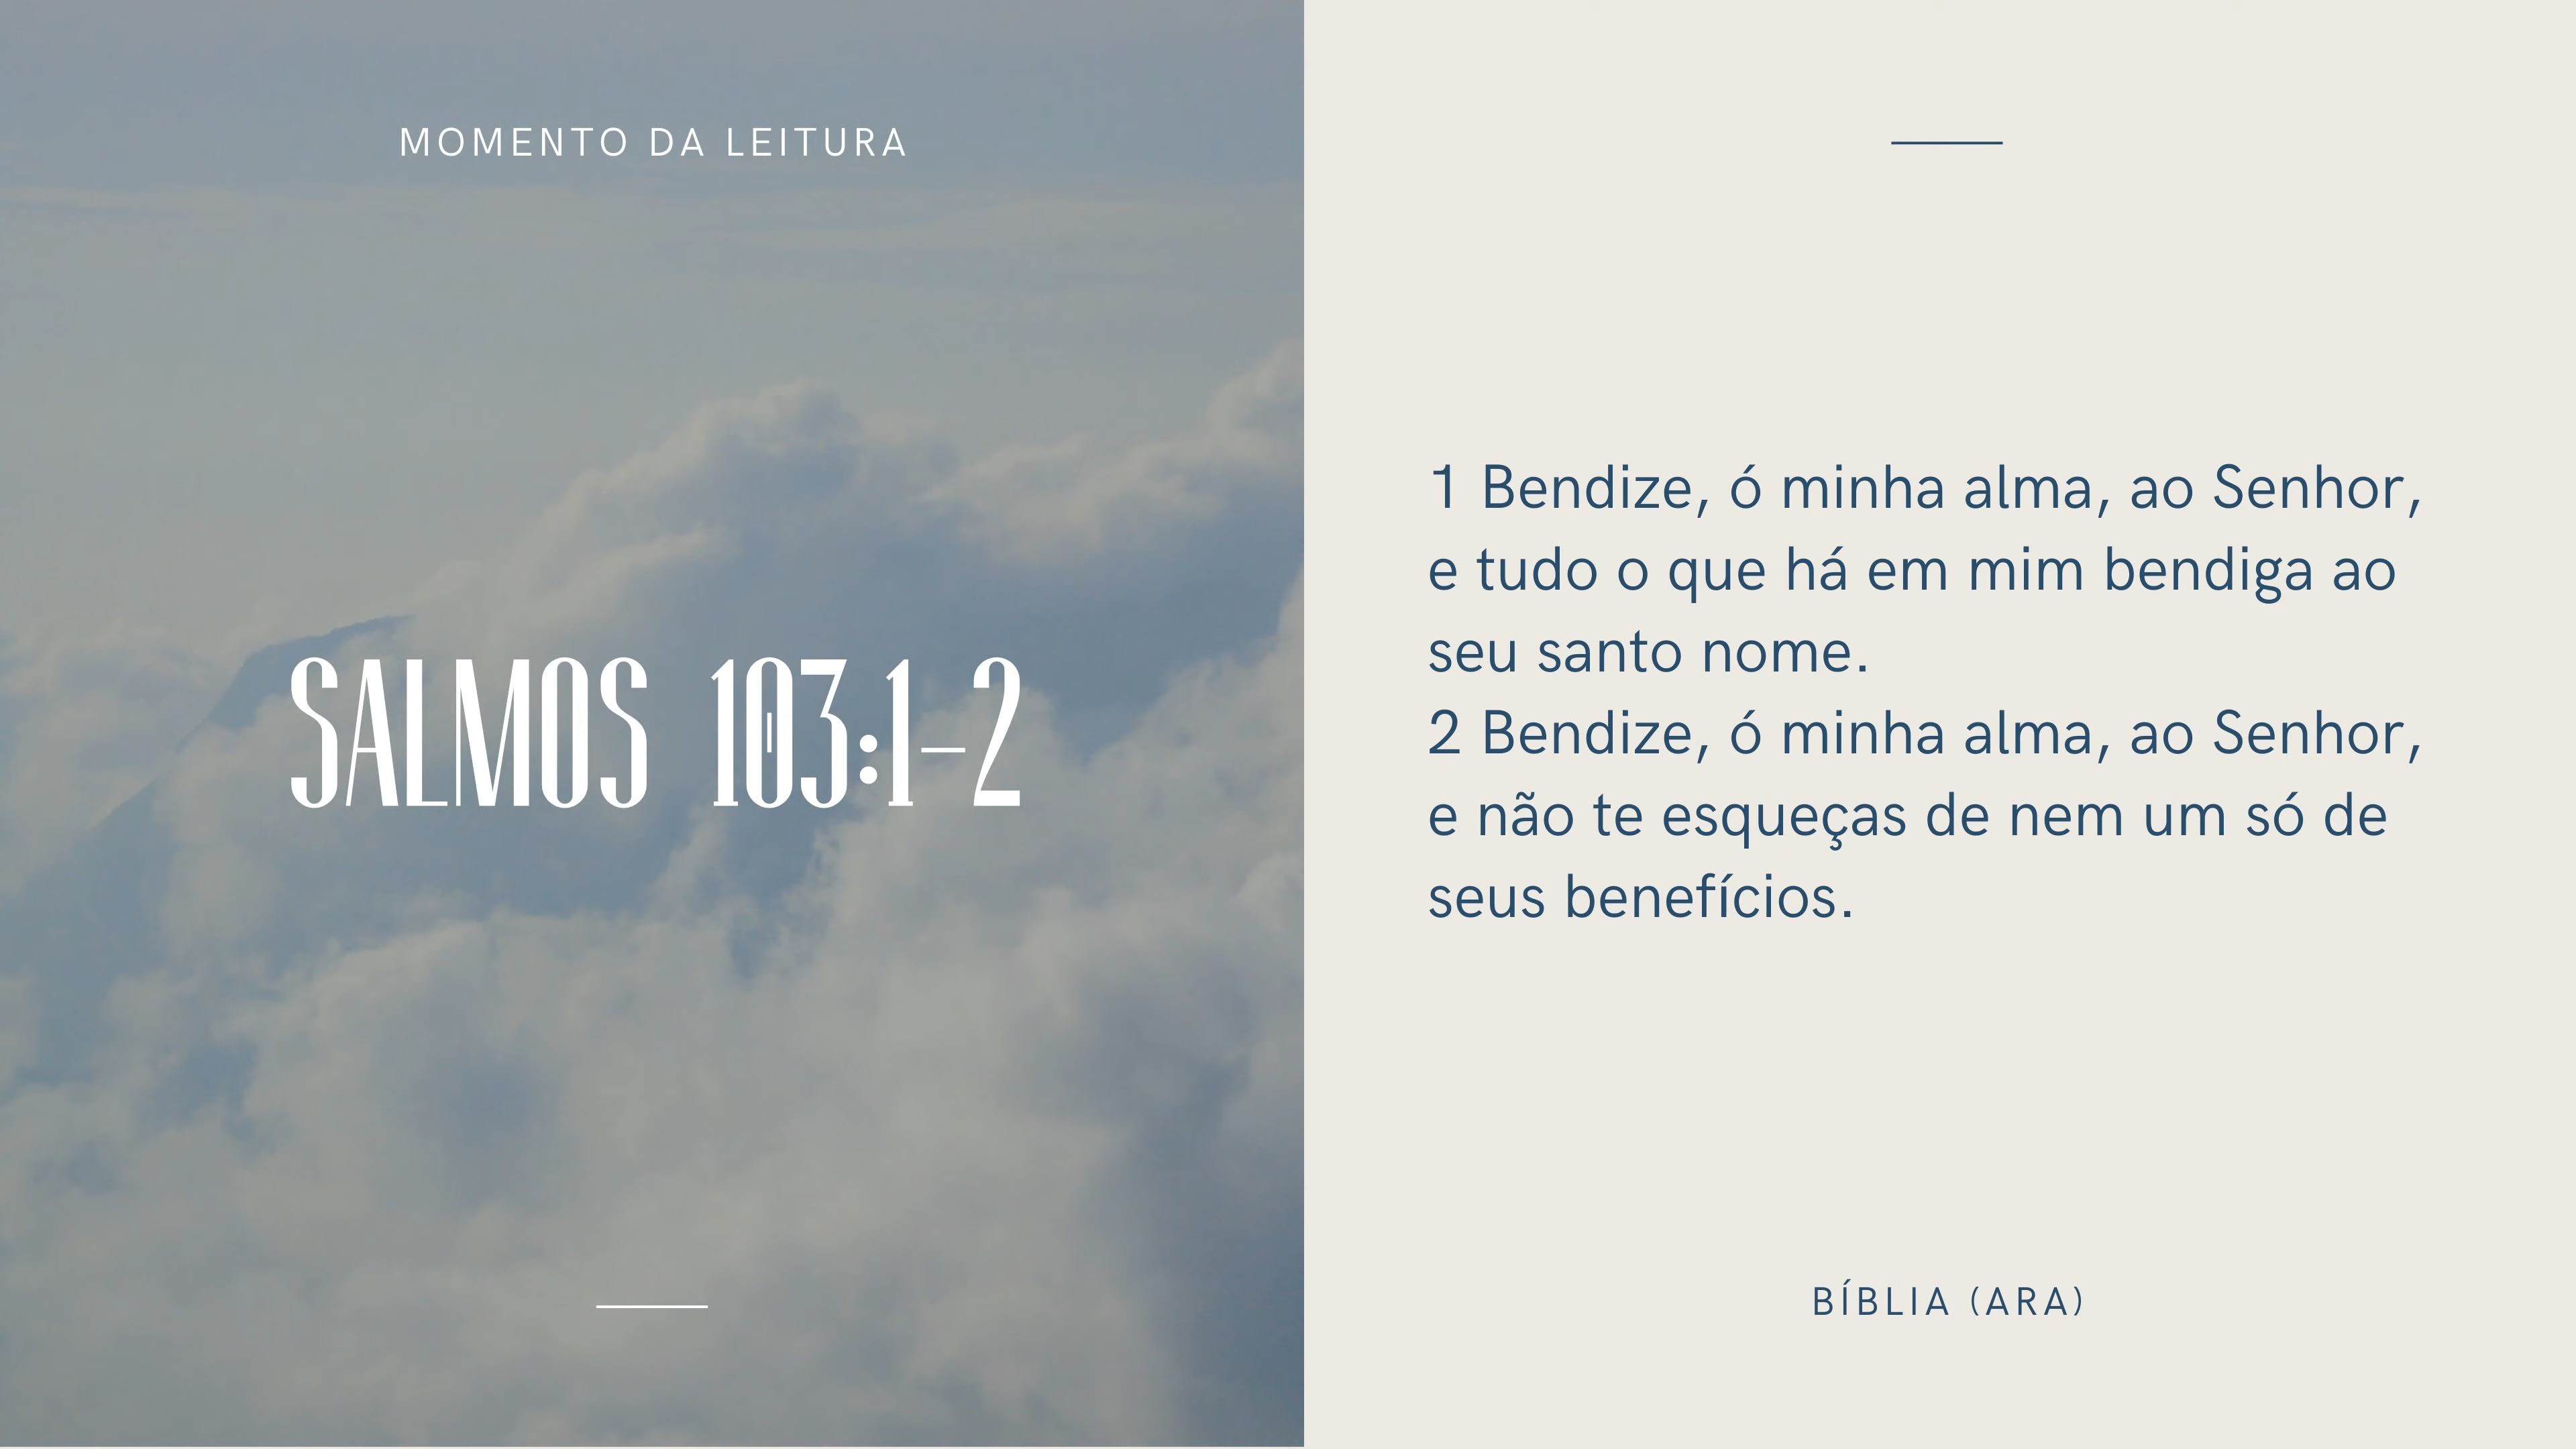 MOMENTO DA LEITURA
SALMOS 103:1-2
1 Bendize, ó minha alma, ao Senhor,
e tudo o que há em mim bendiga ao
seu santo nome.
2 Bendize, ó minha alma, ao Senhor,
e não te esqueças de nem um só de
seus benefícios.
BÍBLIA (ARA)